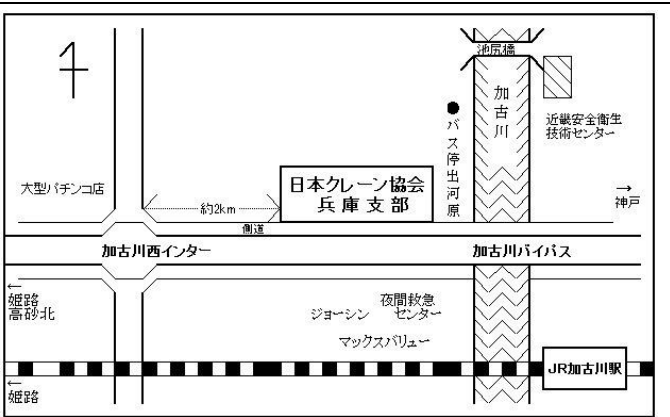 池尻橋
加古川
近畿安全衛生
技術センター
バス停出河原
大型パチンコ店
約2km
日本クレーン協会
兵庫支部
→
神戸
側道
加古川西インター
加古川バイパス
←
姫路
高砂北
夜間救急
センター
ジョーシン
マックスバリュー
JR加古川駅
←
姫路